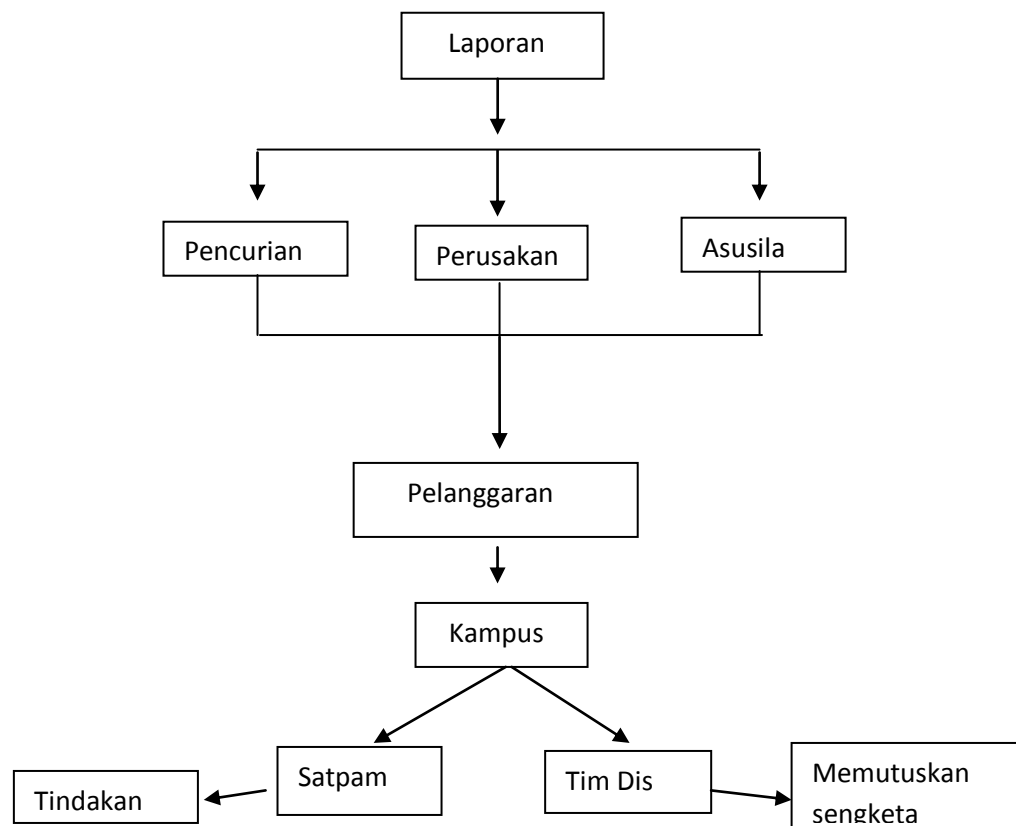 Laporan
Pencurian
Perusakan
Asusila
Pelanggaran
Kampus
Satpam
Tim Dis
Memutuskan
sengketa
Tindakan